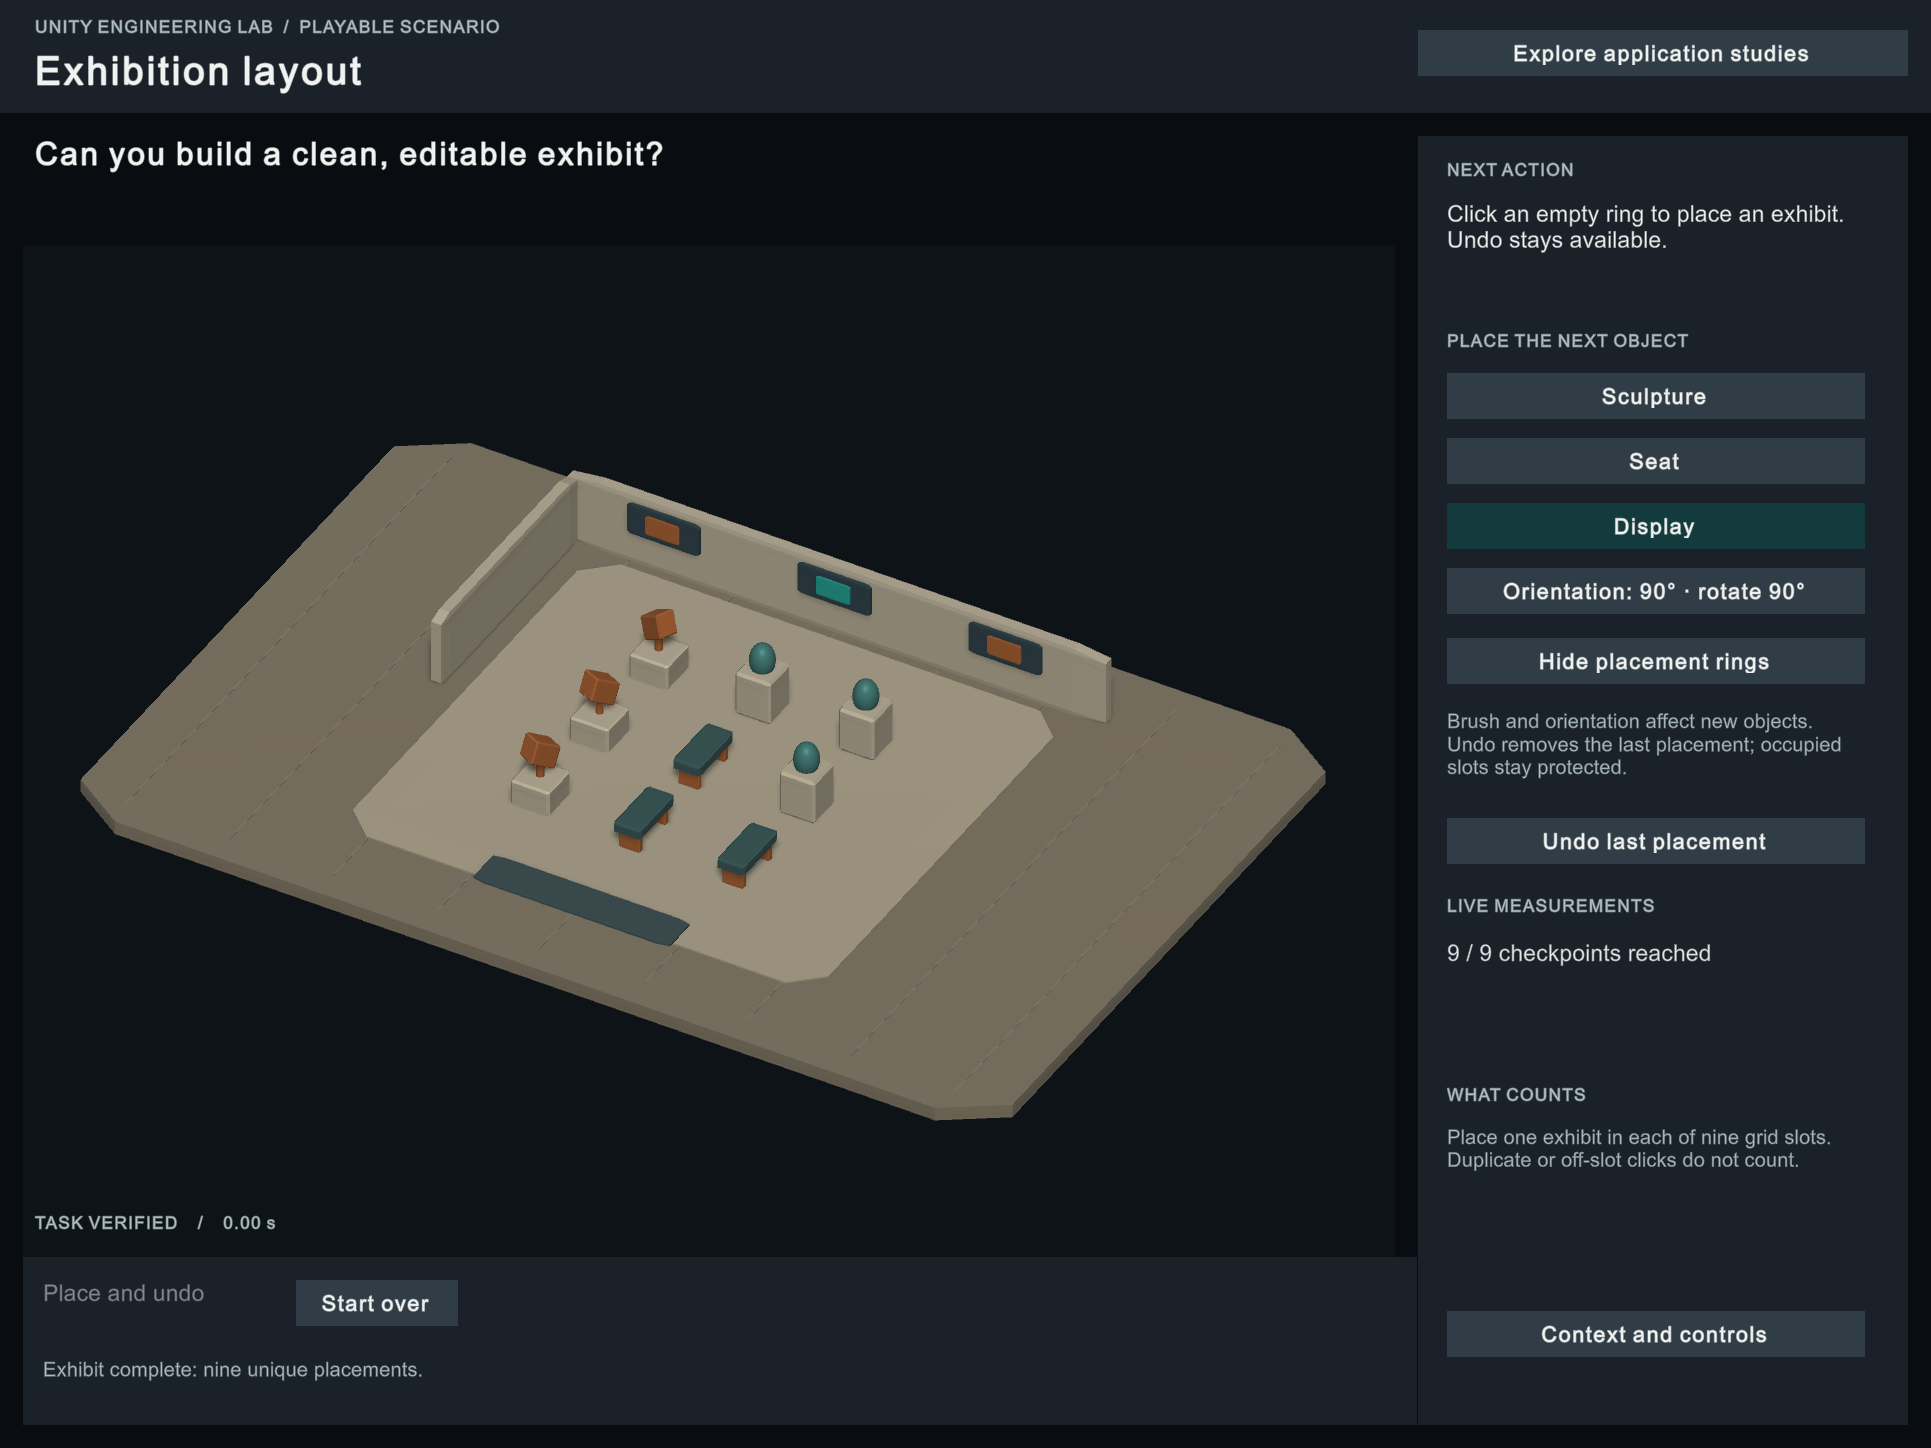 UNITY ENGINEERING LAB / PLAYABLE SCENARIO
Exhibition layout
Explore application studies
Can you build a clean, editable exhibit?
NEXT ACTION
Click an empty ring to place an exhibit.
Undo stays available.
PLACE THE NEXT OBJECT
Sculpture
Seat
Display
Orientation: 90° · rotate 90°
Hide placement rings
Brush and orientation affect new objects.
Undo removes the last placement; occupied
slots stay protected.
Undo last placement
LIVE MEASUREMENTS
9 / 9 checkpoints reached
WHAT COUNTS
Place one exhibit in each of nine grid slots.
Duplicate or off-slot clicks do not count.
Context and controls
TASK VERIFIED / 0.00 s
Place and undo
Start over
Exhibit complete: nine unique placements.